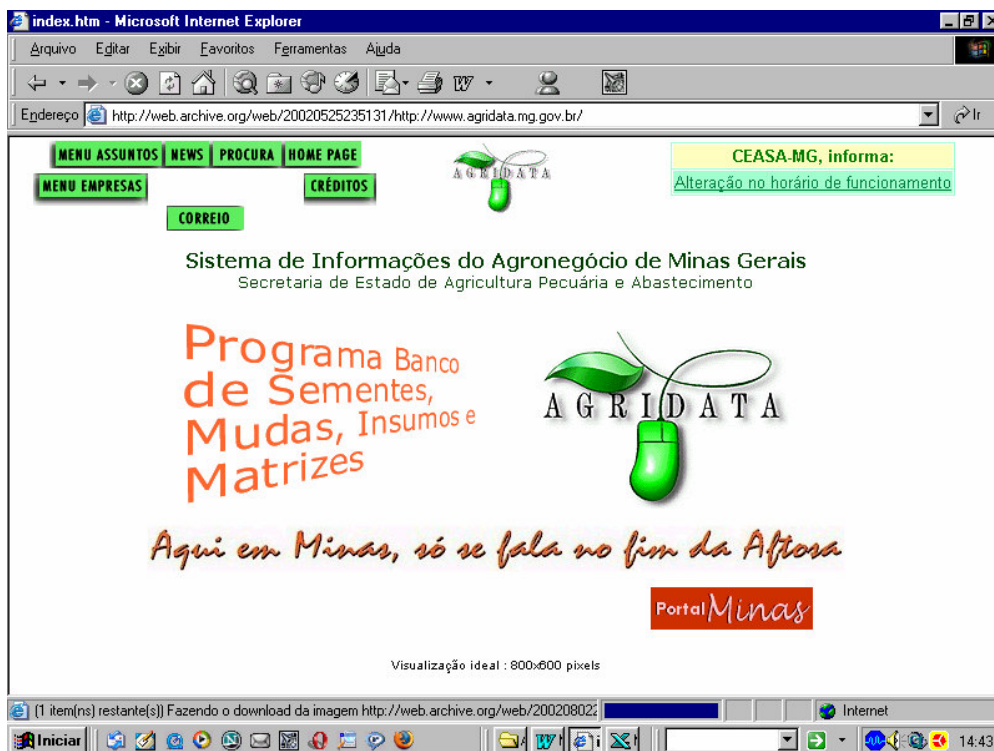 index.htm - Microsoft Internet Explorer
Arquivo Editar Exibir Favoritos Ferramentas Ajuda
Endereço http://web.archive.org/web/20020525235131/http://www.agridata.mg.gov.br/ Ir
MENU ASSUNTOS NEWS PROCURA HOME PAGE
MENU EMPRESAS CRÉDITOS
CORREIO
AGRIDATA
CEASA-MG, informa:
Alteração no horário de funcionamento
Sistema de Informações do Agronegócio de Minas Gerais
Secretaria de Estado de Agricultura Pecuária e Abastecimento
Programa Banco
de Sementes,
Mudas, Insumos e
Matrizes
AGRIDATA
Aqui em Minas, só se fala no fim da Aftosa
Portal Minas
Visualização ideal : 800x600 pixels
(1 item(ns) restante(s)) Fazendo o download da imagem http://web.archive.org/web/200208022 Internet
Iniciar 14:43